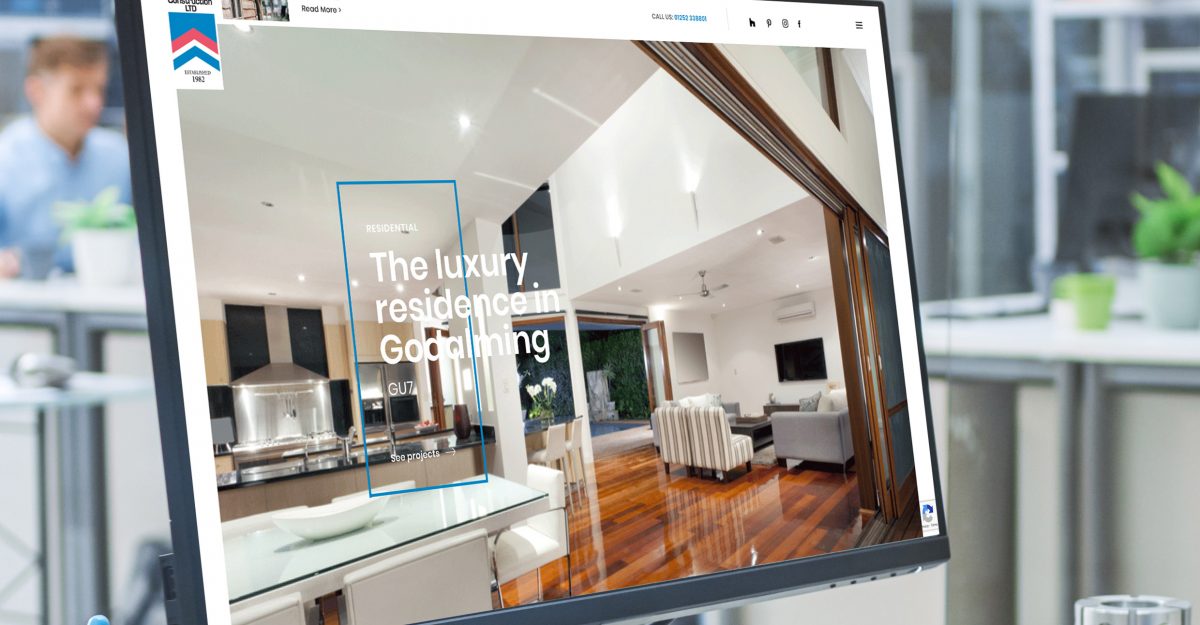 Construction
LTD
ESTABLISHED
1982
Read More >
CALL US: 01252 338801
RESIDENTIAL
The luxury
residence in
Godalming
GU7
See projects →